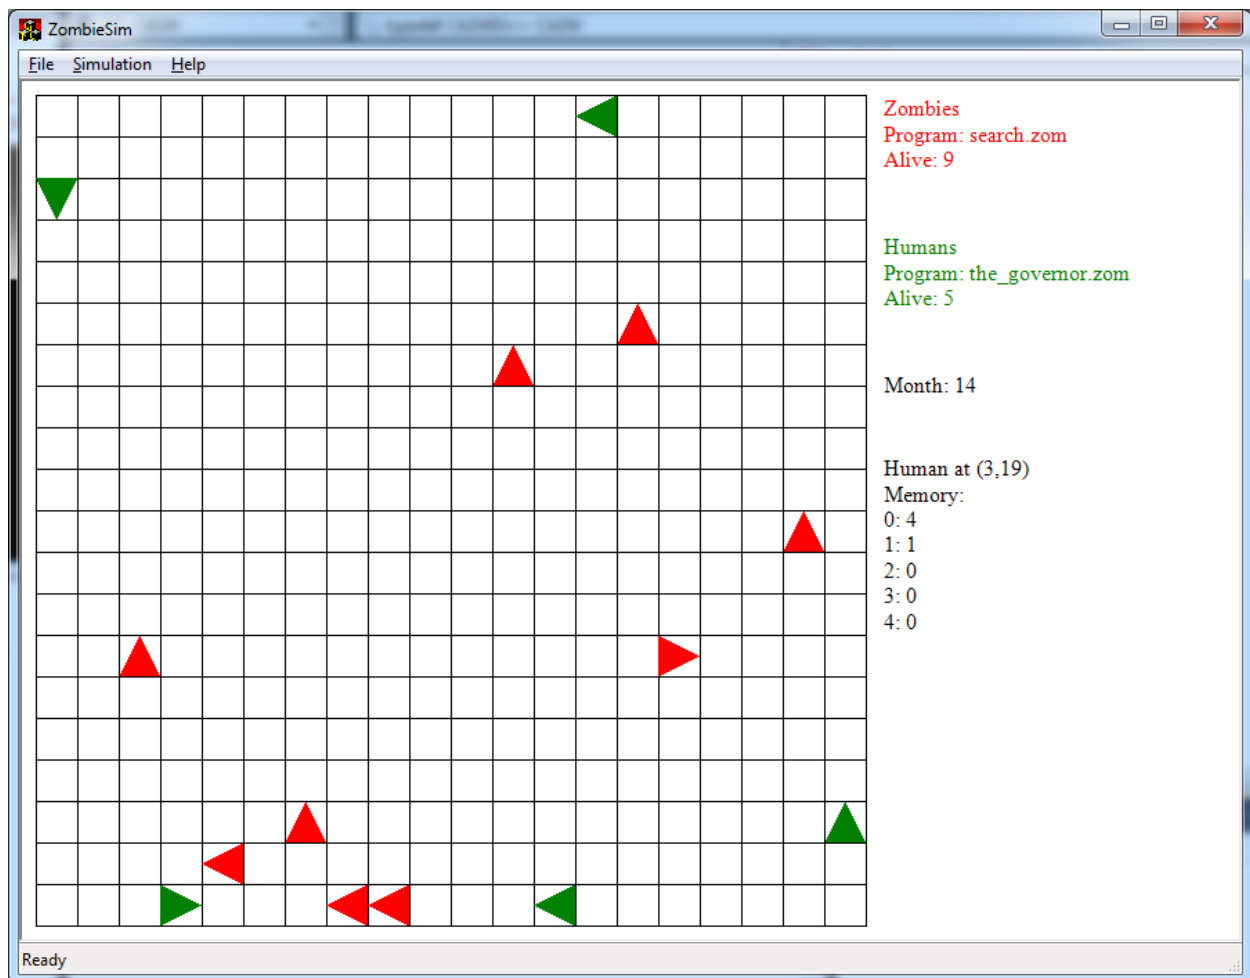 ZombieSim
File Simulation Help
Zombies
Program: search.zom
Alive: 9
Humans
Program: the_governor.zom
Alive: 5
Month: 14
Human at (3,19)
Memory:
0: 4
1: 1
2: 0
3: 0
4: 0
Ready